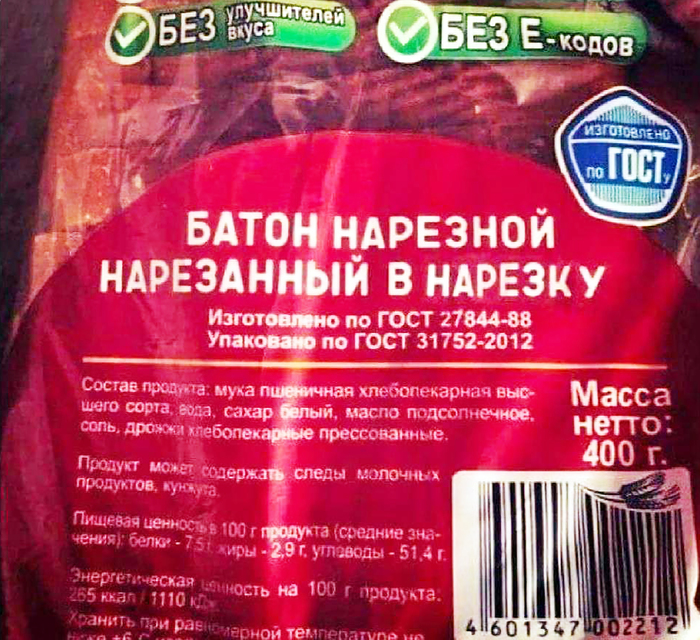 БЕЗ улучшителей
вкуса
БЕЗ Е-кодов
ИЗГОТОВЛЕНО
по ГОСТу
БАТОН НАРЕЗНОЙ
НАРЕЗАННЫЙ В НАРЕЗКУ
Изготовлено по ГОСТ 27844-88
Упаковано по ГОСТ 31752-2012
Состав продукта: мука пшеничная хлебопекарная выс-
шего сорта, вода, сахар белый, масло подсолнечное,
соль, дрожжи хлебопекарные прессованные.
Масса
нетто:
400 г.
Продукт может содержать следы молочных
продуктов, кунжута.
Пищевая ценность в 100 г продукта (средние зна-
чения): белки - 7,5 г, жиры - 2,9 г, углеводы - 51,4 г.
Энергетическая ценность на 100 г продукта:
265 ккал / 1110 кДж
Хранить при равномерной температуре не
ниже +6 С
4 601347 002212